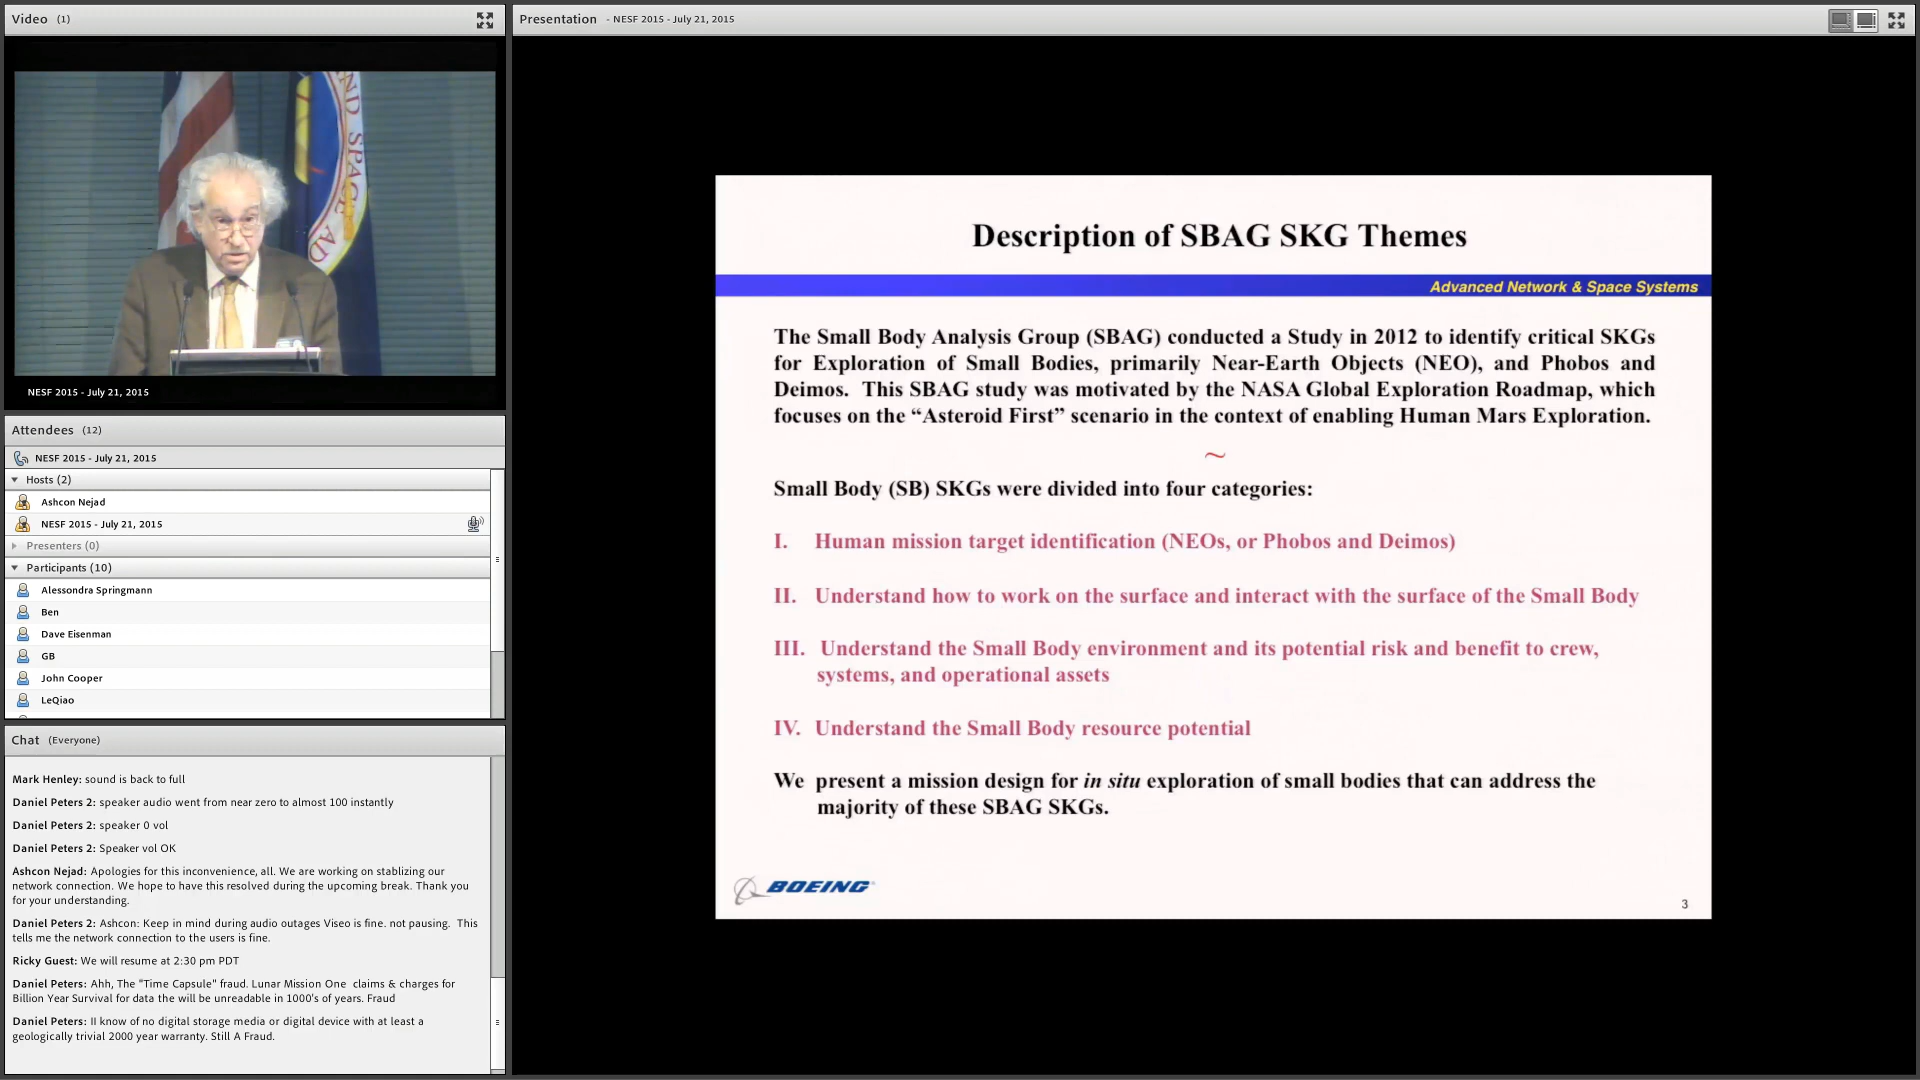 Video (1)
ND SPACE AD
NESF 2015 - July 21, 2015
Attendees (12)
NESF 2015 - July 21, 2015
Hosts (2)
Ashcon Nejad
NESF 2015 - July 21, 2015
Presenters (0)
Participants (10)
Alessondra Springmann
Ben
Dave Eisenman
GB
John Cooper
LeQiao
Chat (Everyone)
Mark Henley: sound is back to full
Daniel Peters 2: speaker audio went from near zero to almost 100 instantly
Daniel Peters 2: speaker 0 vol
Daniel Peters 2: Speaker vol OK
Ashcon Nejad: Apologies for this inconvenience, all. We are working on stablizing our
network connection. We hope to have this resolved during the upcoming break. Thank you
for your understanding.
Daniel Peters 2: Ashcon: Keep in mind during audio outages Viseo is fine. not pausing. This
tells me the network connection to the users is fine.
Ricky Guest: We will resume at 2:30 pm PDT
Daniel Peters: Ahh, The "Time Capsule" fraud. Lunar Mission One claims & charges for
Billion Year Survival for data the will be unreadable in 1000's of years. Fraud
Daniel Peters: II know of no digital storage media or digital device with at least a
geologically trivial 2000 year warranty. Still A Fraud.
Presentation - NESF 2015 - July 21, 2015
Description of SBAG SKG Themes
Advanced Network & Space Systems
The Small Body Analysis Group (SBAG) conducted a Study in 2012 to identify critical SKGs
for Exploration of Small Bodies, primarily Near-Earth Objects (NEO), and Phobos and
Deimos. This SBAG study was motivated by the NASA Global Exploration Roadmap, which
focuses on the “Asteroid First” scenario in the context of enabling Human Mars Exploration.
~
Small Body (SB) SKGs were divided into four categories:
I. Human mission target identification (NEOs, or Phobos and Deimos)
II. Understand how to work on the surface and interact with the surface of the Small Body
III. Understand the Small Body environment and its potential risk and benefit to crew,
systems, and operational assets
IV. Understand the Small Body resource potential
We present a mission design for in situ exploration of small bodies that can address the
majority of these SBAG SKGs.
BOEING
3